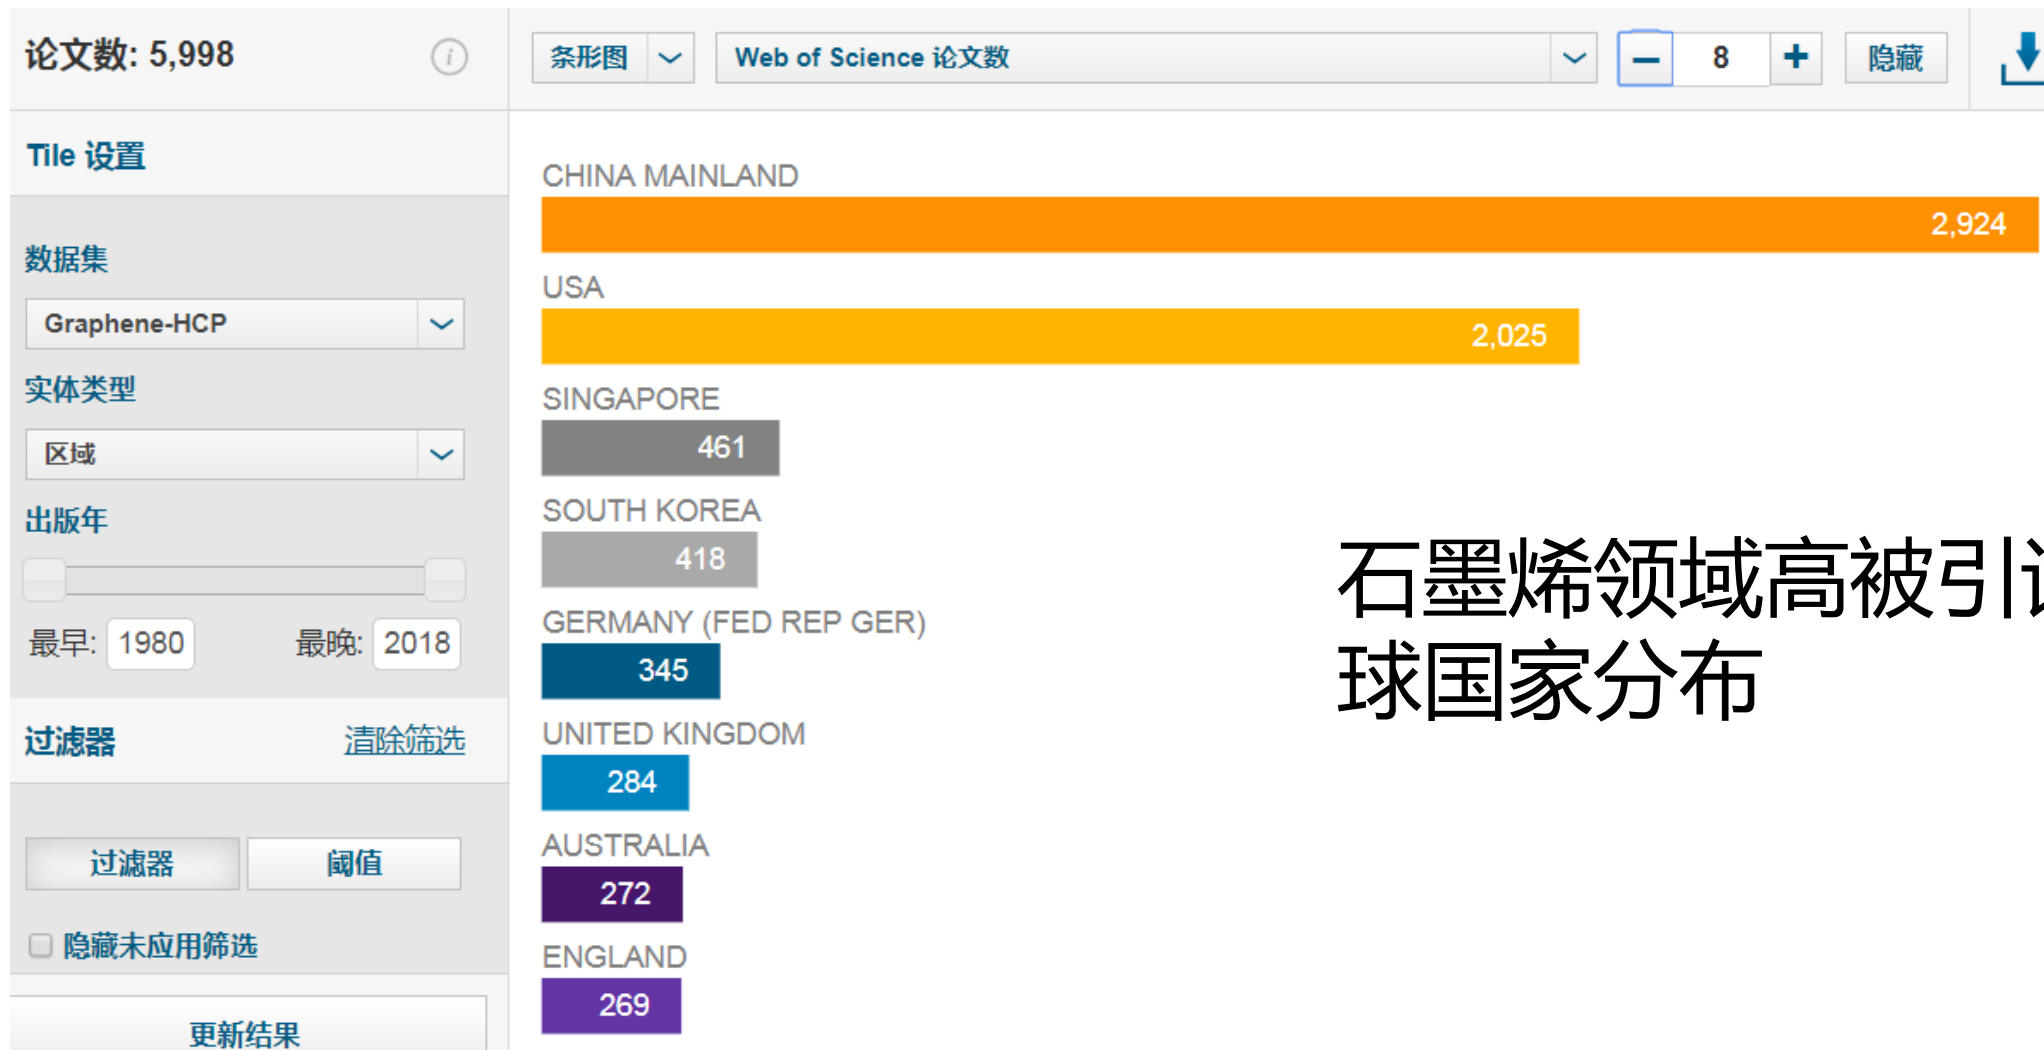 论文数: 5,998
条形图
Web of Science 论文数
8
隐藏
Tile 设置
数据集
Graphene-HCP
实体类型
区域
出版年
最早: 1980 最晚: 2018
过滤器 清除筛选
过滤器 阈值
隐藏未应用筛选
更新结果
CHINA MAINLAND
2,924
USA
2,025
SINGAPORE
461
SOUTH KOREA
418
GERMANY (FED REP GER)
345
UNITED KINGDOM
284
AUSTRALIA
272
ENGLAND
269
石墨烯领域高被引
球国家分布